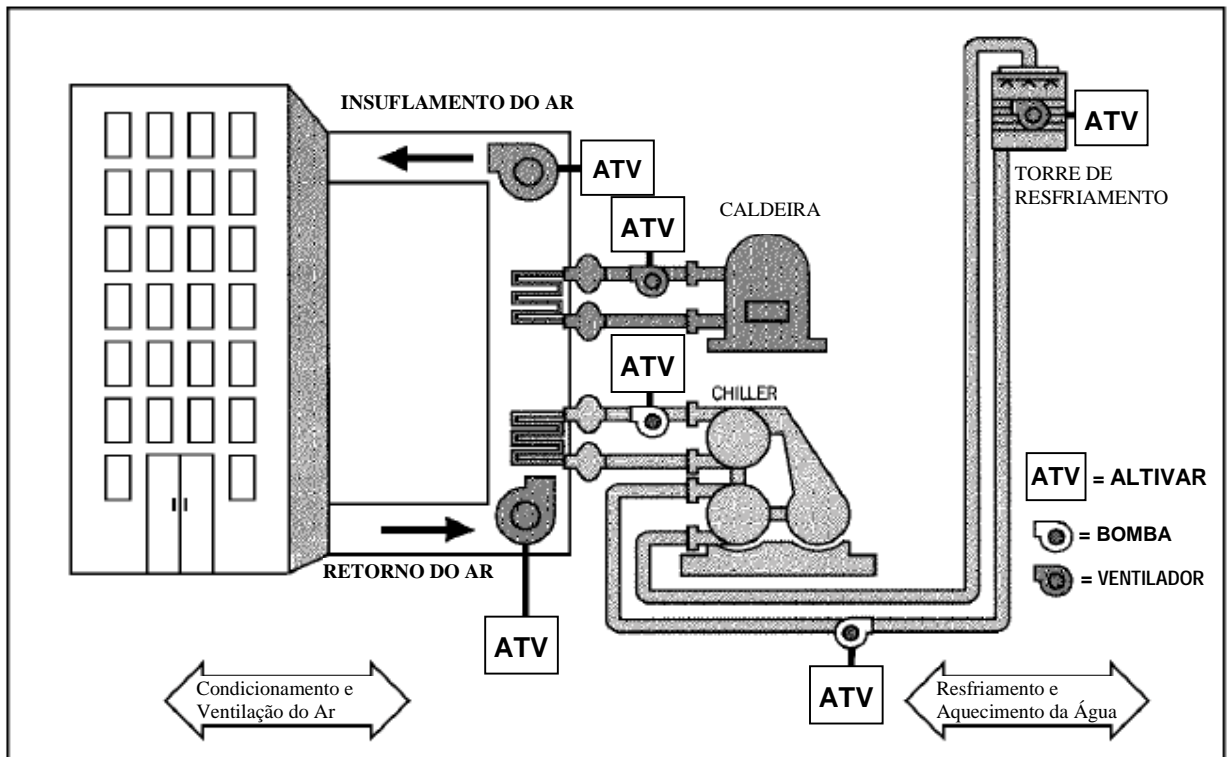 INSUFLAMENTO DO AR
ATV
ATV
CALDEIRA
ATV
TORRE DE
RESFRIAMENTO
ATV
CHILLER
ATV = ALTIVAR
= BOMBA
= VENTILADOR
RETORNO DO AR
ATV
ATV
Condicionamento e
Ventilação do Ar
Resfriamento e
Aquecimento da Água